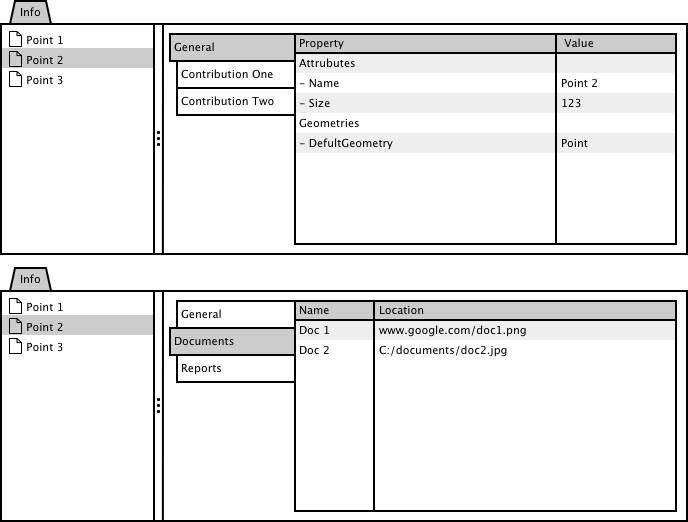 Info
Point 1
Point 2
Point 3
General
Contribution One
Contribution Two
Property Value
Attrubutes
- Name Point 2
- Size 123
Geometries
- DefultGeometry Point
Info
Point 1
Point 2
Point 3
General
Documents
Reports
Name Location
Doc 1 www.google.com/doc1.png
Doc 2 C:/documents/doc2.jpg